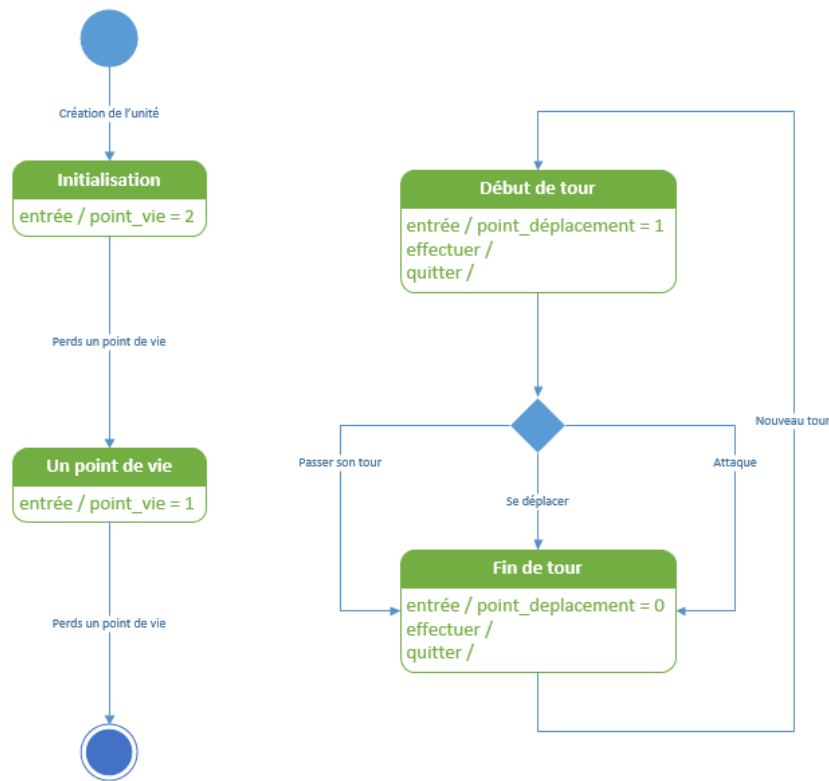 Création de l'unité
Initialisation
entrée / point_vie = 2
Perds un point de vie
Un point de vie
entrée / point_vie = 1
Perds un point de vie
Début de tour
entrée / point_déplacement = 1
effectuer /
quitter /
Passer son tour
Se déplacer
Attaque
Nouveau tour
Fin de tour
entrée / point_deplacement = 0
effectuer /
quitter /